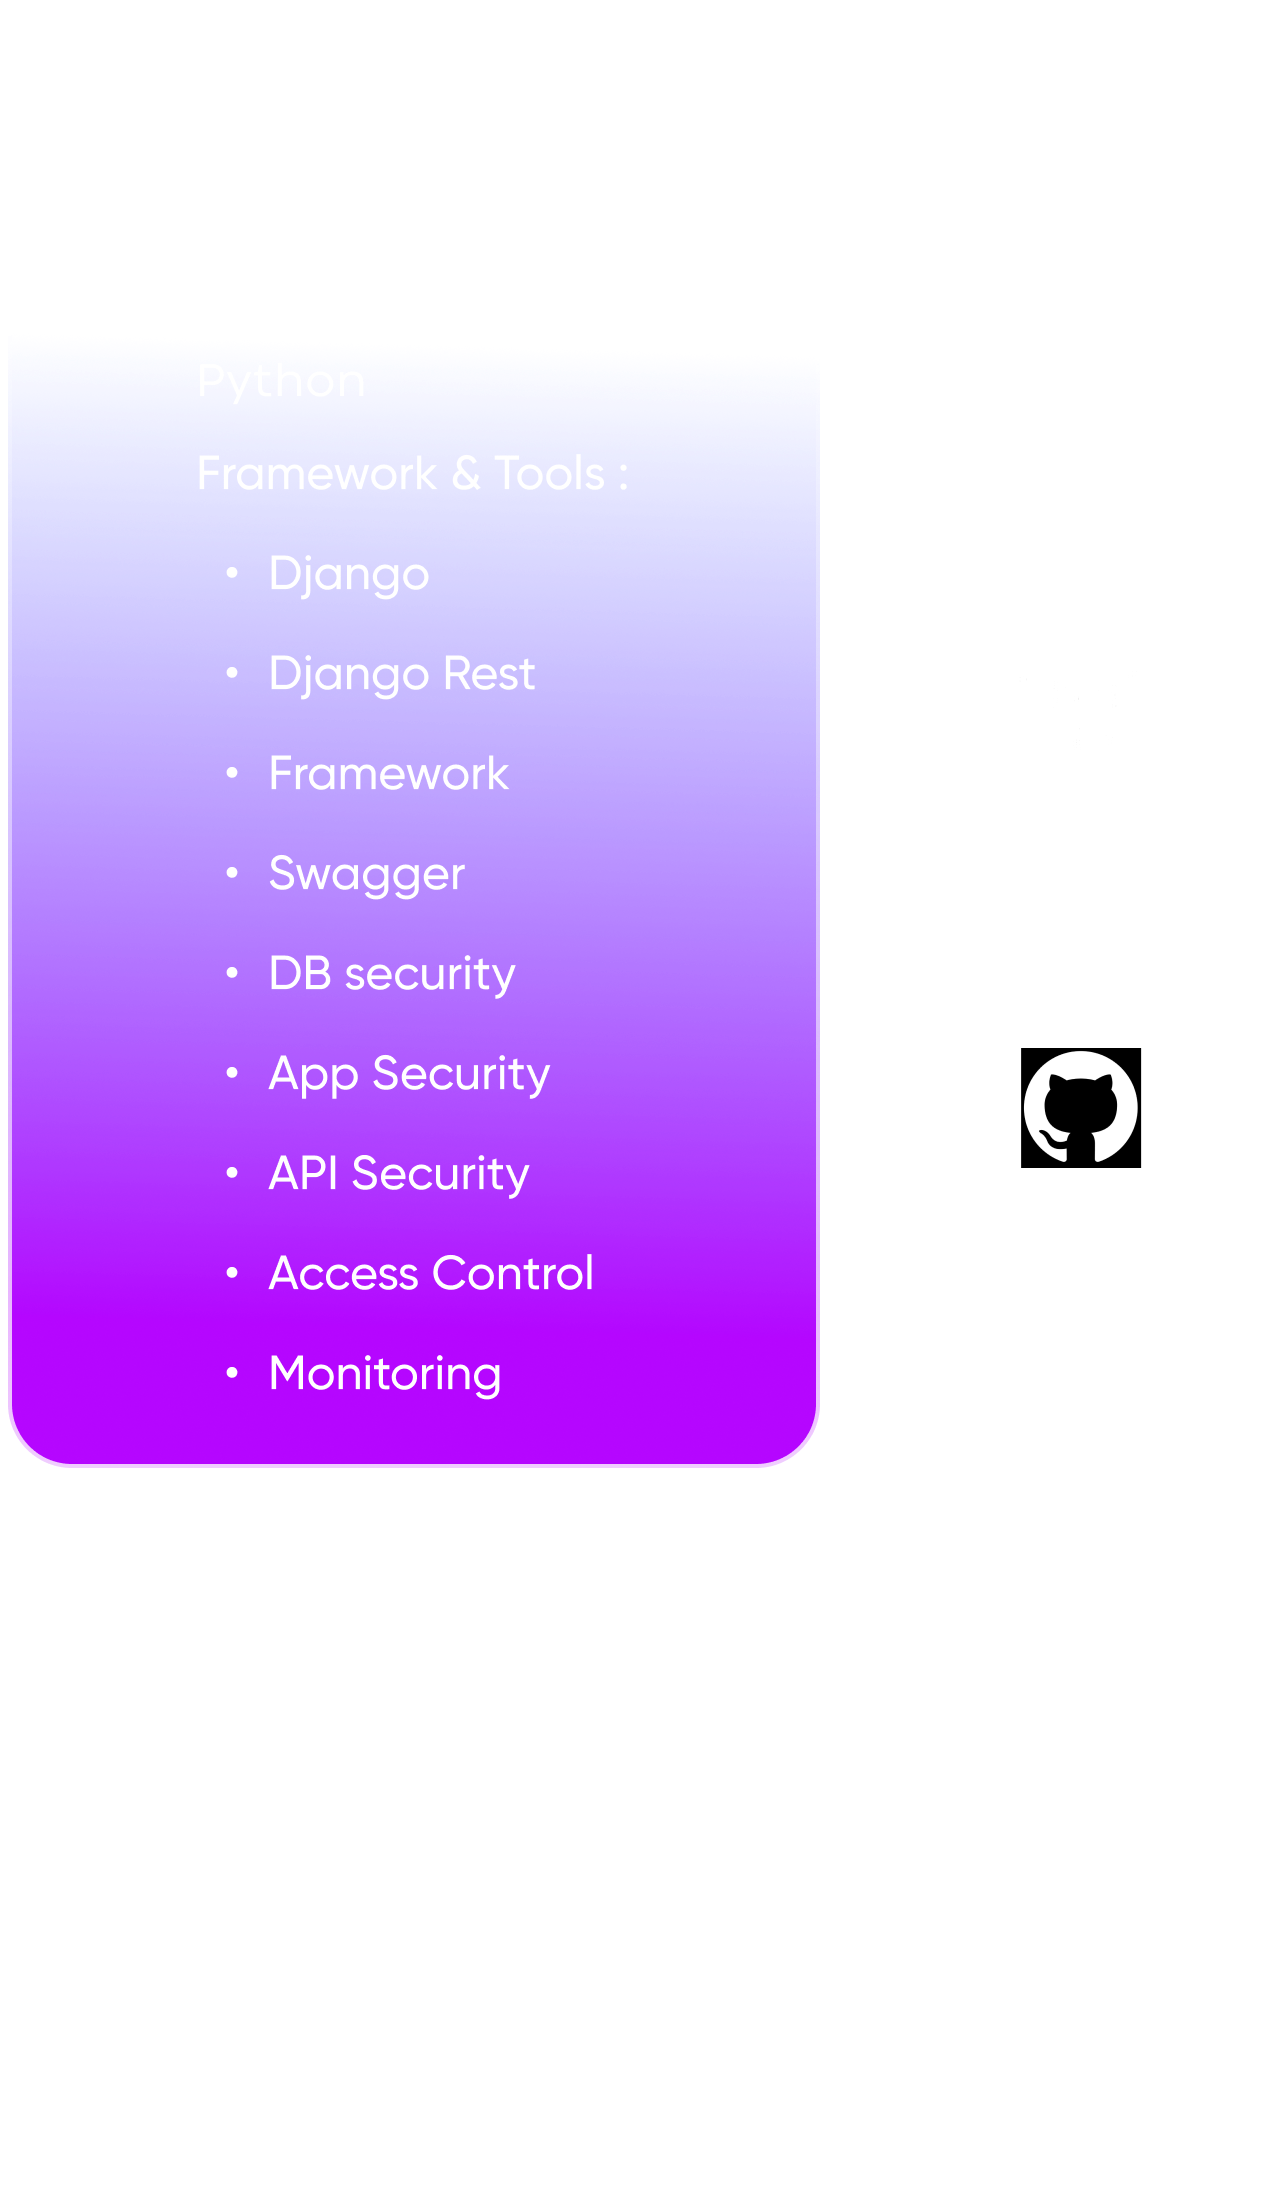 Python
Framework & Tools :
• Django
• Django Rest
• Framework
• Swagger
• DB security
• App Security
• API Security
• Access Control
• Monitoring